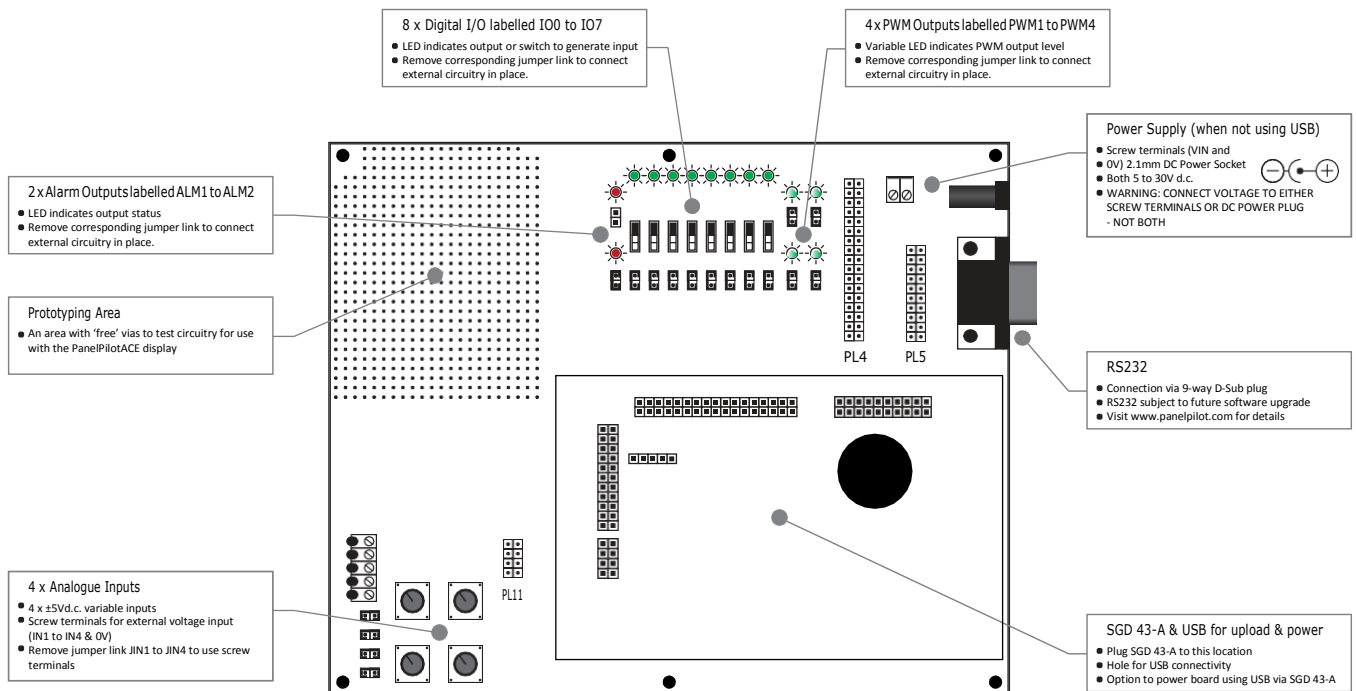 8 x Digital I/O labelled IO0 to IO7
LED indicates output or switch to generate input
Remove corresponding jumper link to connect
external circuitry in place.
4x PWM Outputs labelled PWM1 to PWM4
Variable LED indicates PWM output level
Remove corresponding jumper link to connect
external circuitry in place.
Power Supply (when not using USB)
Screw terminals (VIN and
0V) 2.1mm DC Power Socket
Both 5 to 30V d.c.
WARNING: CONNECT VOLTAGE TO EITHER
SCREW TERMINALS OR DC POWER PLUG
- NOT BOTH
2 x Alarm Outputs labelled ALM1 to ALM2
LED indicates output status
Remove corresponding jumper link to connect
external circuitry in place.
Prototyping Area
An area with ‘free’ vias to test circuitry for use
with the PanelPilotACE display
PL4
PL5
RS232
Connection via 9-way D-Sub plug
RS232 subject to future software upgrade
Visit www.panelpilot.com for details
4 x Analogue Inputs
4 x ±5Vd.c. variable inputs
Screw terminals for external voltage input
(IN1 to IN4 & 0V)
Remove jumper link JIN1 to JIN4 to use screw
terminals
PL11
SGD 43-A & USB for upload & power
Plug SGD 43-A to this location
Hole for USB connectivity
Option to power board using USB via SGD 43-A